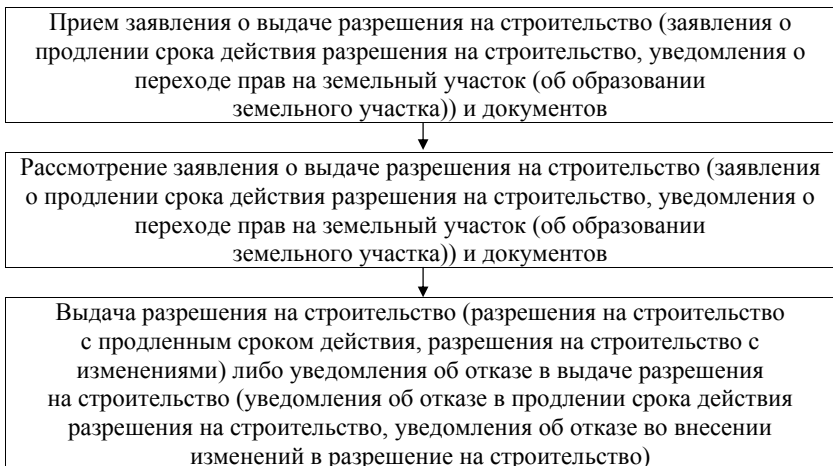 Прием заявления о выдаче разрешения на строительство (заявления о
продлении срока действия разрешения на строительство, уведомления о
переходе прав на земельный участок (об образовании
земельного участка)) и документов
Рассмотрение заявления о выдаче разрешения на строительство (заявления
о продлении срока действия разрешения на строительство, уведомления о
переходе прав на земельный участок (об образовании
земельного участка)) и документов
Выдача разрешения на строительство (разрешения на строительство
с продленным сроком действия, разрешения на строительство с
изменениями) либо уведомления об отказе в выдаче разрешения
на строительство (уведомления об отказе в продлении срока действия
разрешения на строительство, уведомления об отказе во внесении
изменений в разрешение на строительство)